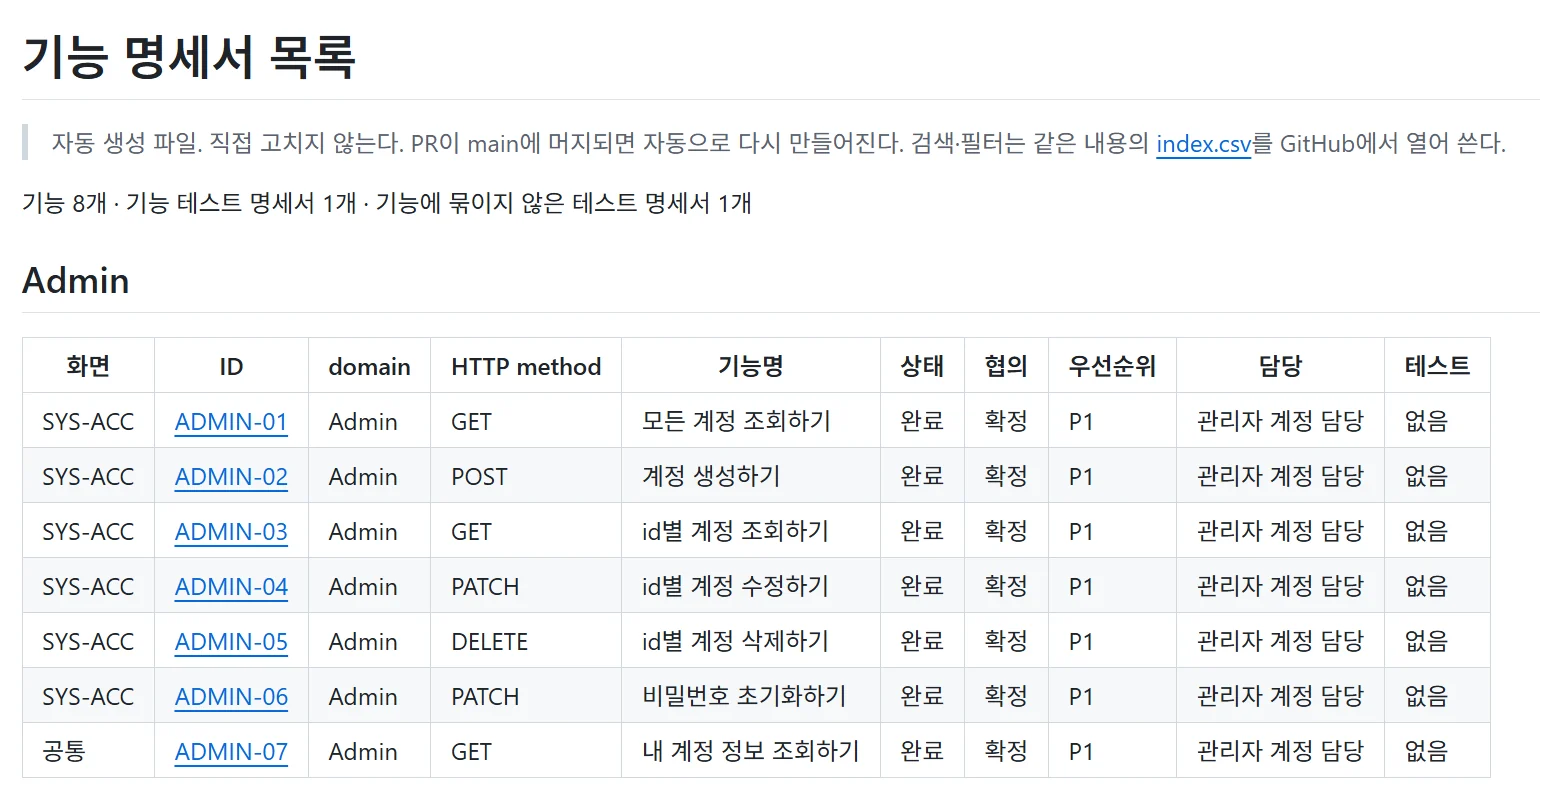 기능 명세서 목록
자동 생성 파일. 직접 고치지 않는다. PR이 main에 머지되면 자동으로 다시 만들어진다. 검색·필터는 같은 내용의 index.csv를 GitHub에서 열어 쓴다.
기능 8개 · 기능 테스트 명세서 1개 · 기능에 묶이지 않은 테스트 명세서 1개
Admin
화면 ID domain HTTP method 기능명 상태 협의 우선순위 담당 테스트
SYS-ACC ADMIN-01 Admin GET 모든 계정 조회하기 완료 확정 P1 관리자 계정 담당 없음
SYS-ACC ADMIN-02 Admin POST 계정 생성하기 완료 확정 P1 관리자 계정 담당 없음
SYS-ACC ADMIN-03 Admin GET id별 계정 조회하기 완료 확정 P1 관리자 계정 담당 없음
SYS-ACC ADMIN-04 Admin PATCH id별 계정 수정하기 완료 확정 P1 관리자 계정 담당 없음
SYS-ACC ADMIN-05 Admin DELETE id별 계정 삭제하기 완료 확정 P1 관리자 계정 담당 없음
SYS-ACC ADMIN-06 Admin PATCH 비밀번호 초기화하기 완료 확정 P1 관리자 계정 담당 없음
공통 ADMIN-07 Admin GET 내 계정 정보 조회하기 완료 확정 P1 관리자 계정 담당 없음